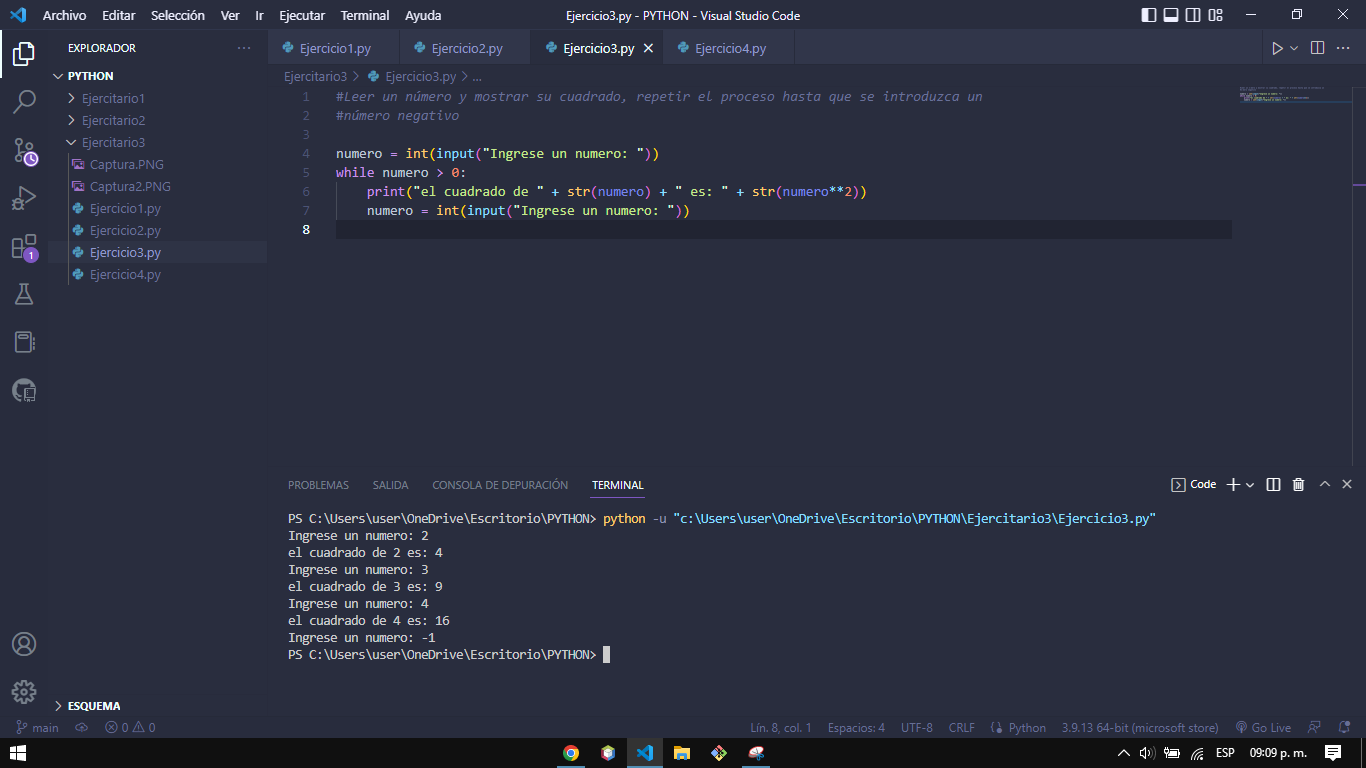 Archivo Editar Selección Ver Ir Ejecutar Terminal Ayuda Ejercicio3.py - PYTHON - Visual Studio Code
EXPLORADOR
PYTHON
Ejercitario1
Ejercitario2
Ejercitario3
Captura.PNG
Captura2.PNG
Ejercicio1.py
Ejercicio2.py
Ejercicio3.py
Ejercicio4.py
ESQUEMA
1
Ejercicio1.py Ejercicio2.py Ejercicio3.py Ejercicio4.py
Ejercitario3 > Ejercicio3.py > ...
1 #Leer un número y mostrar su cuadrado, repetir el proceso hasta que se introduzca un
2 #número negativo
3
4 numero = int(input("Ingrese un numero: "))
5 while numero > 0:
6     print("el cuadrado de " + str(numero) + " es: " + str(numero**2))
7     numero = int(input("Ingrese un numero: "))
8
PROBLEMAS SALIDA CONSOLA DE DEPURACIÓN TERMINAL Code
PS C:\Users\user\OneDrive\Escritorio\PYTHON> python -u "c:\Users\user\OneDrive\Escritorio\PYTHON\Ejercitario3\Ejercicio3.py"
Ingrese un numero: 2
el cuadrado de 2 es: 4
Ingrese un numero: 3
el cuadrado de 3 es: 9
Ingrese un numero: 4
el cuadrado de 4 es: 16
Ingrese un numero: -1
PS C:\Users\user\OneDrive\Escritorio\PYTHON>
main 0 0 Lín. 8, col. 1 Espacios: 4 UTF-8 CRLF Python 3.9.13 64-bit (microsoft store) Go Live
ESP 09:09 p. m.